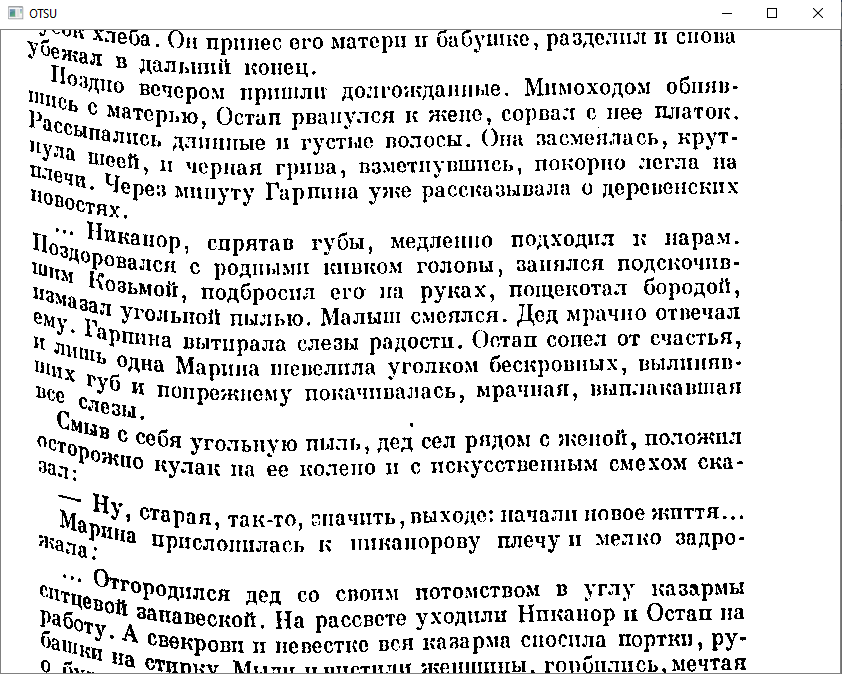 OTSU
хлеба. Он принес его матери и бабушке, разделил и снова
убежал в дальний конец.
Поздно вечером пришли долгожданные. Мимоходом обняв-
шись с матерью, Остап рванулся к жене, сорвал с нее платок.
Рассыпались длинные и густые волосы. Она засмеялась, крут-
нула шеей, и черная грива, взметнувшись, покорно легла на
плечи. Через минуту Гарпина уже рассказывала о деревенских
новостях.
... Никанор, спрятав губы, медленно подходил к нарам.
Поздоровался с родными кивком головы, занялся подскочив-
шим Козьмой, подбросил его на руках, пощекотал бородой,
измазал угольной пылью. Малыш смеялся. Дед мрачно отвечал
ему. Гарпина вытирала слезы радости. Остап сопел от счастья,
и лишь одна Марина шевелила уголком бескровных, вылиняв-
ших губ и попрежнему покачивалась, мрачная, выплакавшая
все слезы.
Смыв с себя угольную пыль, дед сел рядом с женой, положил
осторожно кулак на ее колено и с искусственным смехом ска-
зал:
— Ну, старая, так-то, значить, выходе: начали новое життя...
Марина прислонилась к никанорову плечу и мелко задро-
жала:
... Отгородился дед со своим потомством в углу казармы
ситцевой занавеской. На рассвете уходили Никанор и Остап на
работу. А свекрови и невестке вся казарма сносила портки, ру-
башки на стирку. Мыли и чистили женщины, горбились, мечтая
о